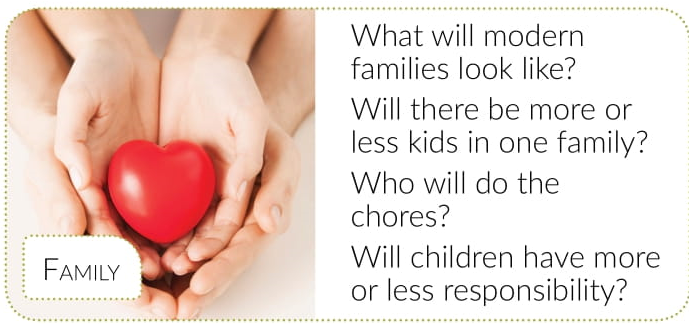 What will modern
families look like?
Will there be more or
less kids in one family?
Who will do the
chores?
Will children have more
or less responsibility?
FAMILY